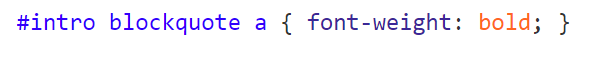 #intro blockquote a { font-weight: bold; }